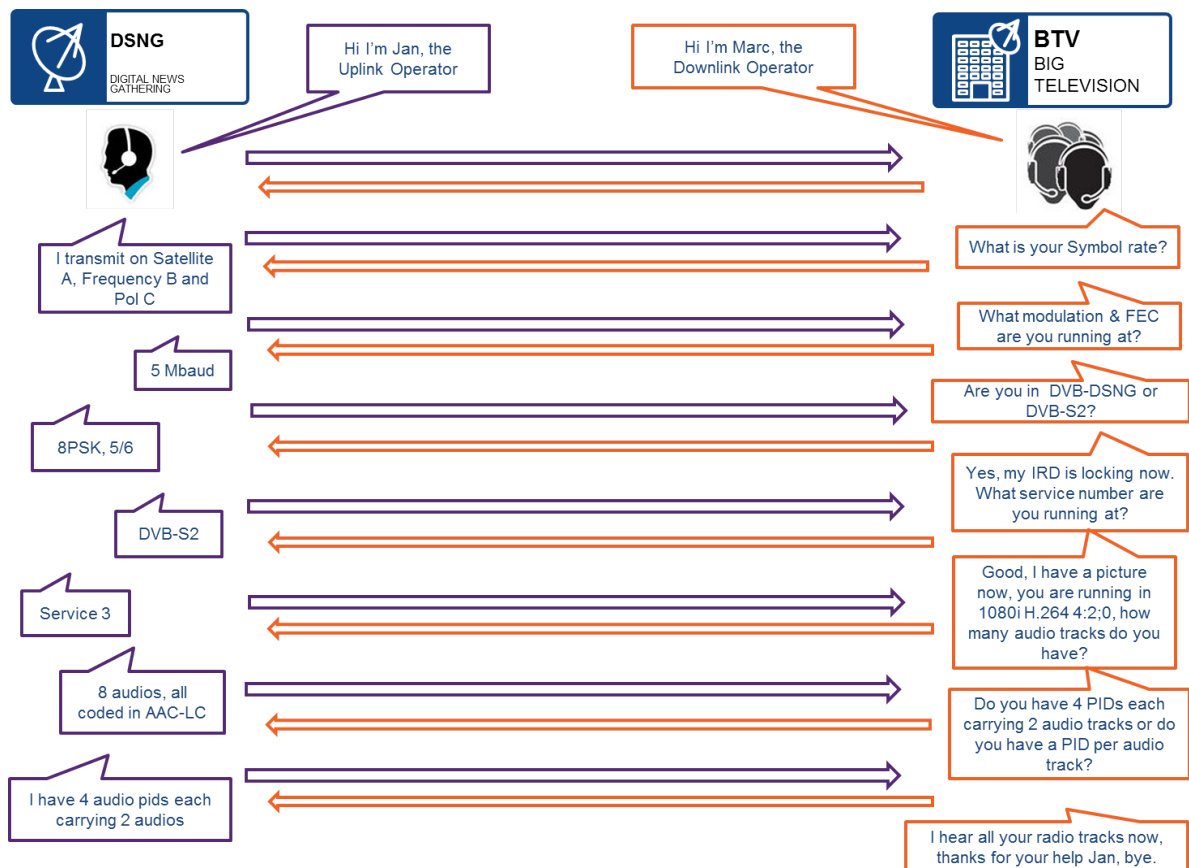 DSNG
DIGITAL NEWS
GATHERING
Hi I’m Jan, the
Uplink Operator
Hi I’m Marc, the
Downlink Operator
BTV
BIG
TELEVISION
I transmit on Satellite
A, Frequency B and
Pol C
What is your Symbol rate?
5 Mbaud
What modulation & FEC
are you running at?
8PSK, 5/6
Are you in DVB-DSNG or
DVB-S2?
DVB-S2
Yes, my IRD is locking now.
What service number are
you running at?
Service 3
Good, I have a picture
now, you are running in
1080i H.264 4:2;0, how
many audio tracks do you
have?
8 audios, all
coded in AAC-LC
Do you have 4 PIDs each
carrying 2 audio tracks or do
you have a PID per audio
track?
I have 4 audio pids each
carrying 2 audios
I hear all your radio tracks now,
thanks for your help Jan, bye.